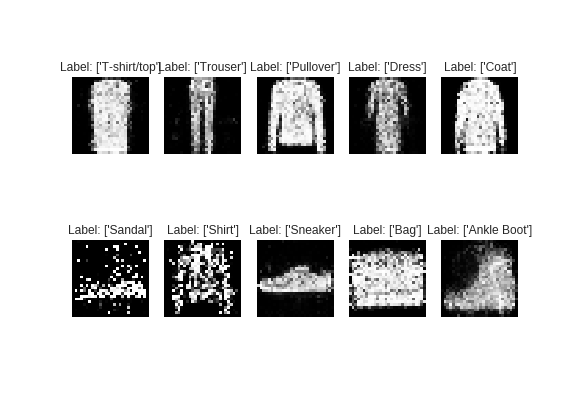 Label: ['T-shirt/top'] Label: ['Trouser'] Label: ['Pullover'] Label: ['Dress'] Label: ['Coat']
Label: ['Sandal'] Label: ['Shirt'] Label: ['Sneaker'] Label: ['Bag'] Label: ['Ankle Boot']